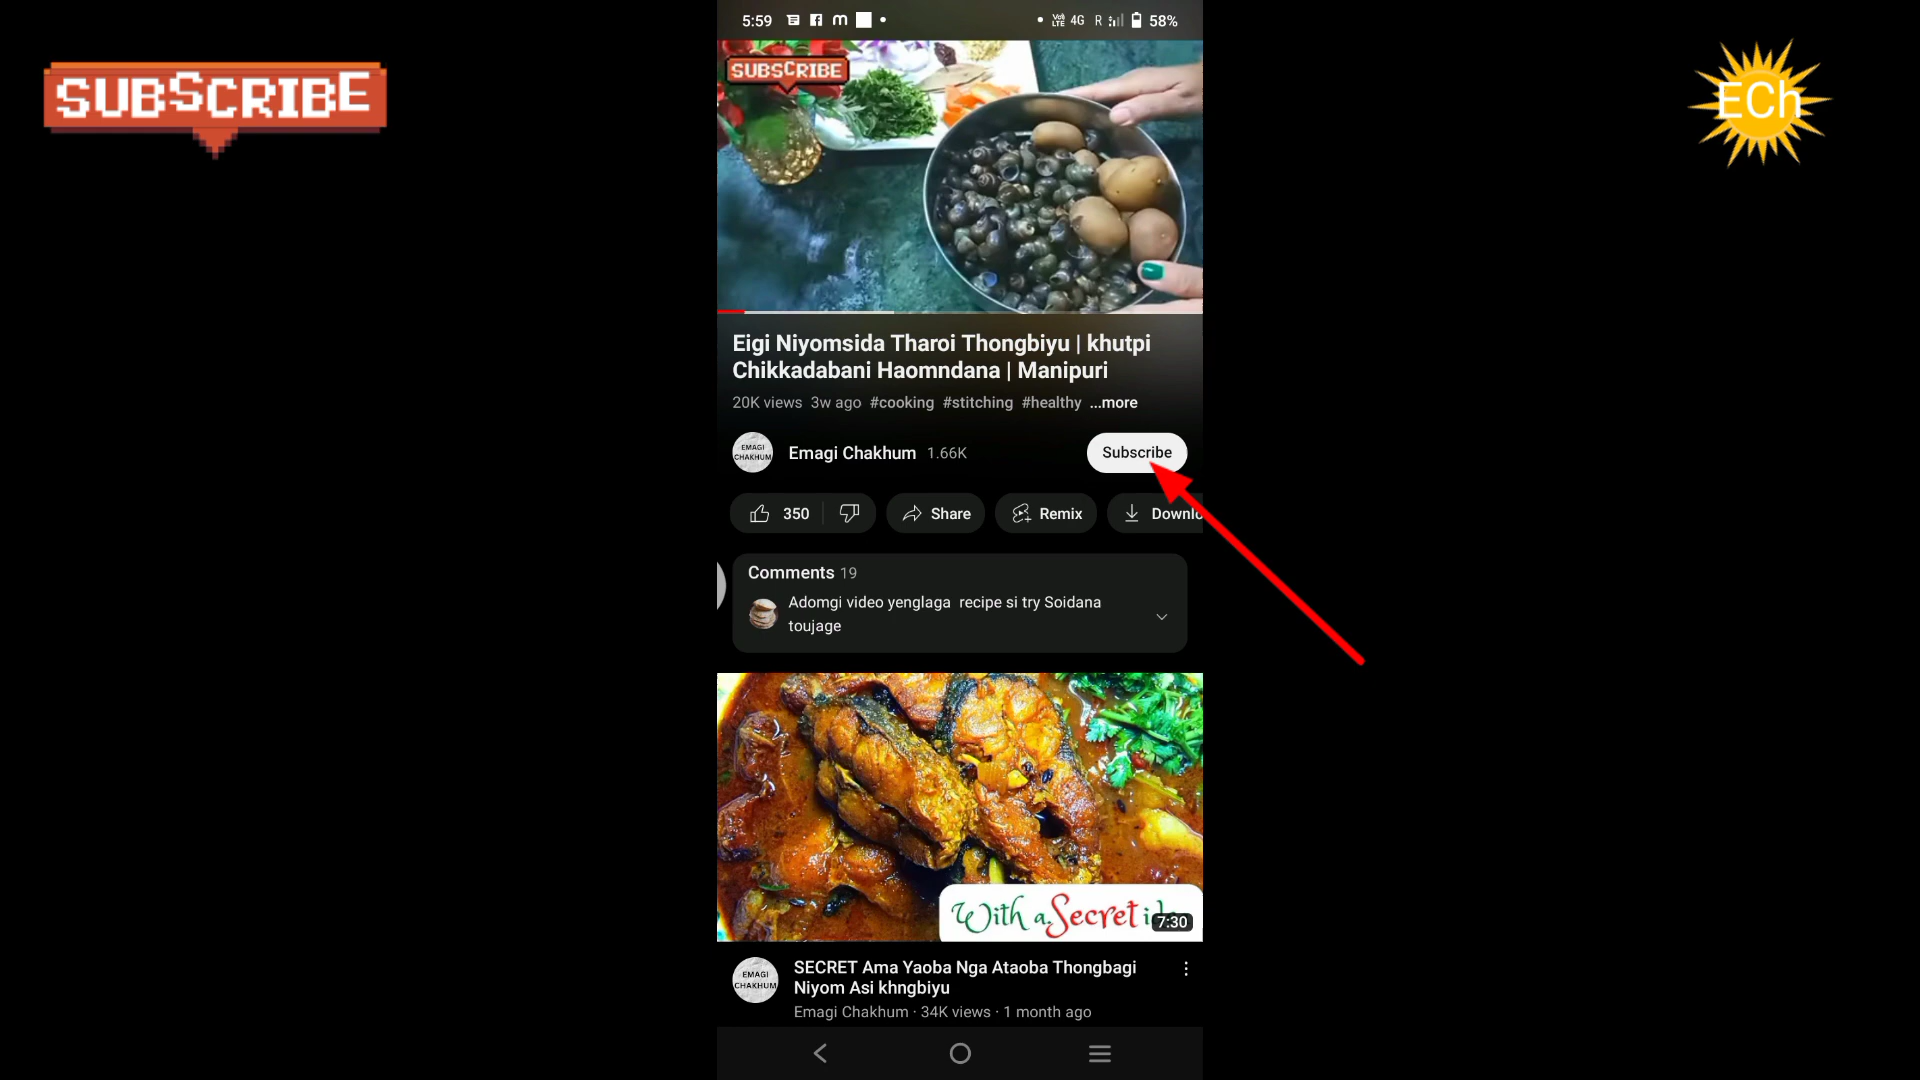 SUBSCRIBE
ECh
5:59
VoLTE 4G R 58%
SUBSCRIBE
Eigi Niyomsida Tharoi Thongbiyu | khutpi
Chikkadabani Haomndana | Manipuri
20K views 3w ago #cooking #stitching #healthy ...more
EMAGI
CHAKHUM
Emagi Chakhum 1.66K
Subscribe
350
Share
Remix
Downlo
Comments 19
Adomgi video yenglaga recipe si try Soidana
toujage
With a Secret
7:30
EMAGI
CHAKHUM
SECRET Ama Yaoba Nga Ataoba Thongbagi
Niyom Asi khngbiyu
Emagi Chakhum · 34K views · 1 month ago